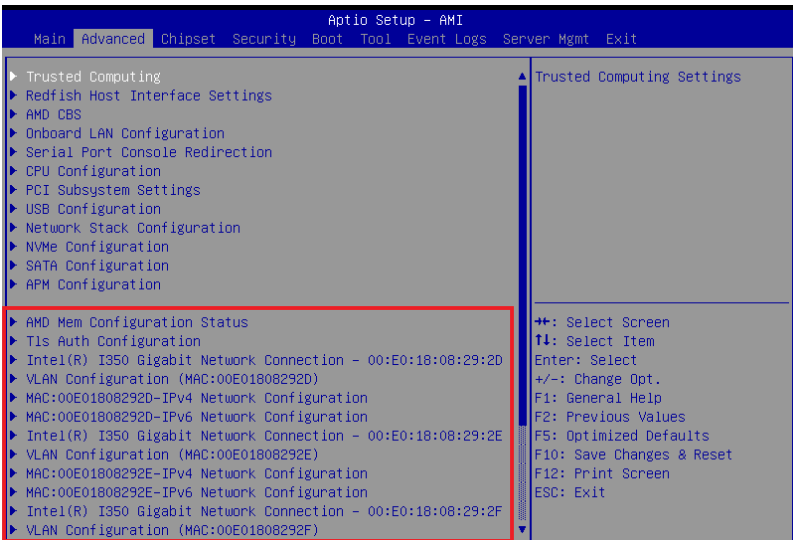 Aptio Setup – AMI
Main Advanced Chipset Security Boot Tool Event Logs Server Mgmt Exit
Trusted Computing
Redfish Host Interface Settings
AMD CBS
Onboard LAN Configuration
Serial Port Console Redirection
CPU Configuration
PCI Subsystem Settings
USB Configuration
Network Stack Configuration
NVMe Configuration
SATA Configuration
APM Configuration
AMD Mem Configuration Status
Tls Auth Configuration
Intel(R) I350 Gigabit Network Connection – 00:E0:18:08:29:2D
VLAN Configuration (MAC:00E01808292D)
MAC:00E01808292D-IPv4 Network Configuration
MAC:00E01808292D-IPv6 Network Configuration
Intel(R) I350 Gigabit Network Connection – 00:E0:18:08:29:2E
VLAN Configuration (MAC:00E01808292E)
MAC:00E01808292E-IPv4 Network Configuration
MAC:00E01808292E-IPv6 Network Configuration
Intel(R) I350 Gigabit Network Connection – 00:E0:18:08:29:2F
VLAN Configuration (MAC:00E01808292F)
Trusted Computing Settings
→←: Select Screen
↑↓: Select Item
Enter: Select
+/-: Change Opt.
F1: General Help
F2: Previous Values
F5: Optimized Defaults
F10: Save Changes & Reset
F12: Print Screen
ESC: Exit